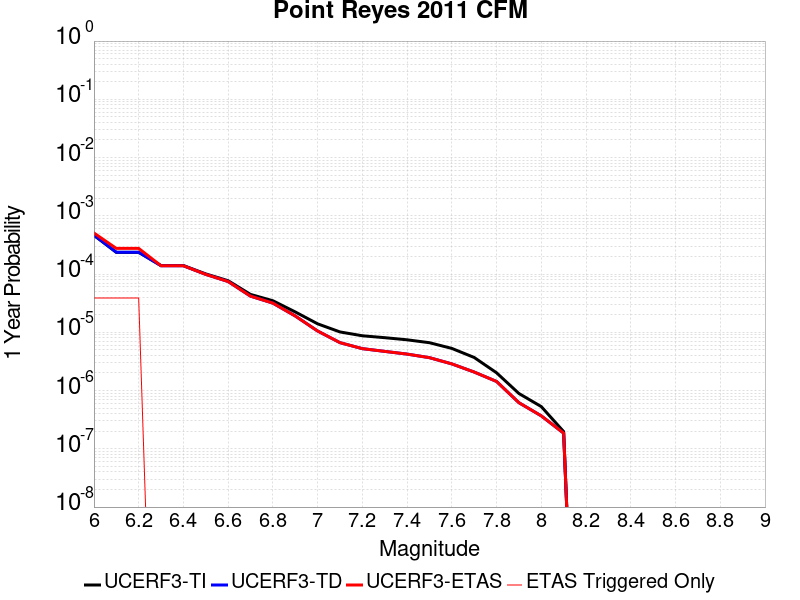 Point Reyes 2011 CFM
10 0
10 -1
10 -2
10 -3
10 -4
10 -5
10 -6
10 -7
10 -8
1 Year Probability
6 6.2 6.4 6.6 6.8 7 7.2 7.4 7.6 7.8 8 8.2 8.4 8.6 8.8 9
Magnitude
UCERF3-TI UCERF3-TD UCERF3-ETAS ETAS Triggered Only